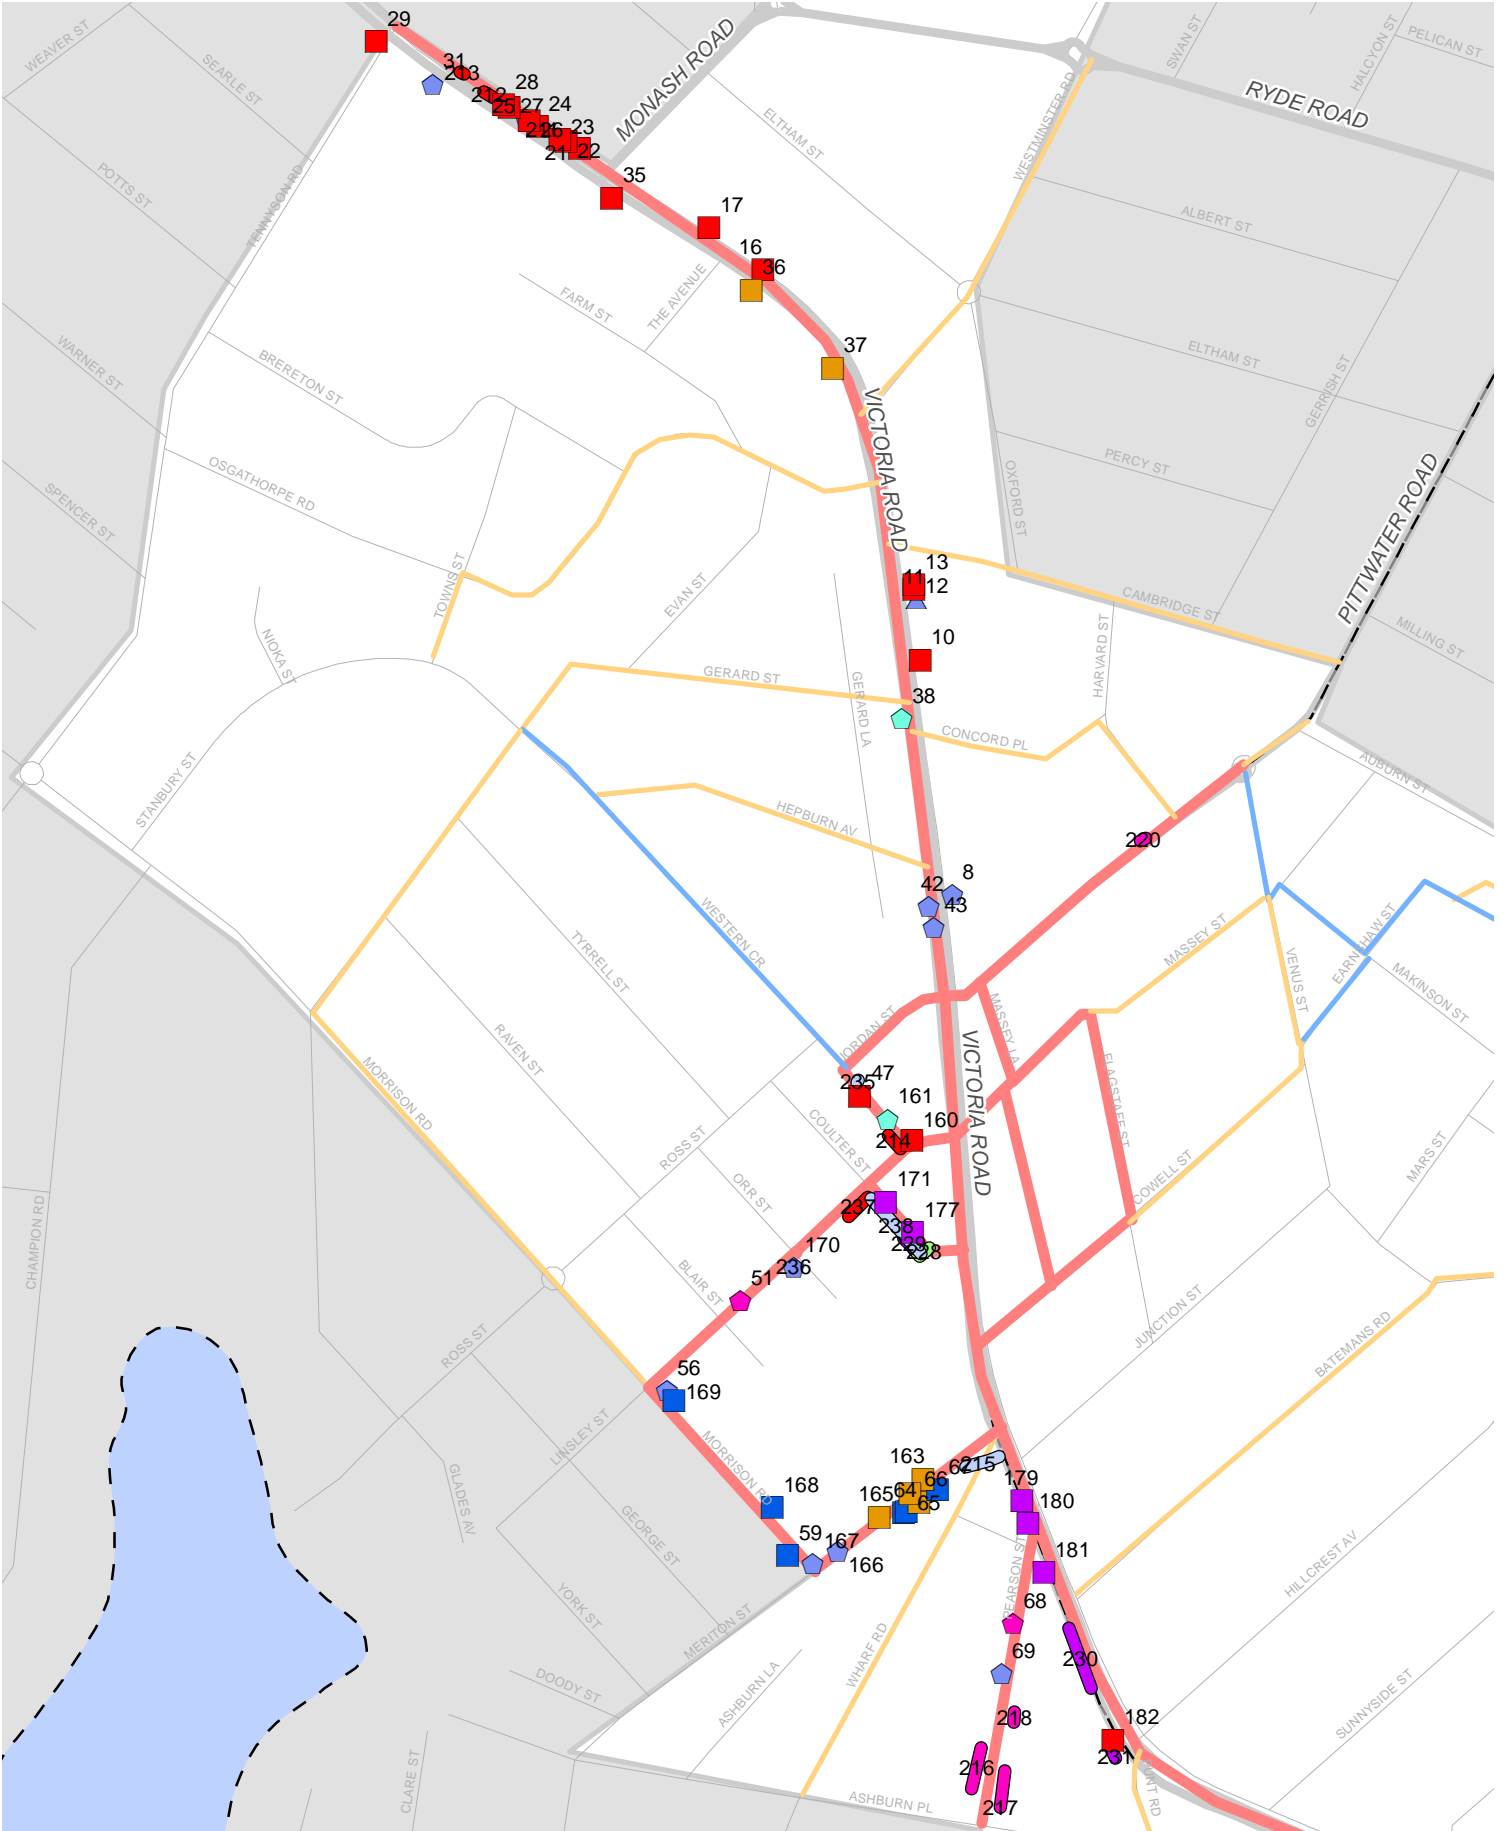 29
WEAVER ST
SEARLE ST
MONASH ROAD
SWAN ST
HALCYON ST
PELICAN ST
RYDE ROAD
31
213
28
212
25
27
24
26
23
21
22
ELTHAM ST
WESTMINSTER RD
POTTS ST
TENNYSON RD
35
17
16
36
ALBERT ST
THE AVENUE
FARM ST
37
WARNER ST
BRERETON ST
ELTHAM ST
GERRISH ST
VICTORIA ROAD
PERCY ST
OSGATHORPE RD
SPENCER ST
OXFORD ST
PITTWATER ROAD
13
11
12
TOWNS ST
EVAN ST
CAMBRIDGE ST
MILLING ST
NIOKA ST
10
GERARD ST
GERARD LA
HARVARD ST
38
CONCORD PL
STANBURY ST
AUBURN ST
HEPBURN AV
220
8
42
43
WESTERN CR
TYRRELL ST
MASSEY ST
EARNSHAW ST
VENUS ST
MAKINSON ST
RAVEN ST
JORDAN ST
MASSEY LA
VICTORIA ROAD
FLAGSTAFF ST
MORRISON RD
47
235
161
160
214
COULTER ST
ROSS ST
ORR ST
COWELL ST
MARS ST
171
237
177
238
229
228
CHAMPION RD
170
236
51
BLAIR ST
JUNCTION ST
BATEMANS RD
ROSS ST
56
169
LINSLEY ST
MORRISON RD
163
67
215
66
179
GLADES AV
168
165
64
65
180
GEORGE ST
59
167
166
181
PEARSON ST
HILLCREST AV
68
YORK ST
MERITON ST
69
WHARF RD
230
DOODY ST
ASHBURN LA
SUNNYSIDE ST
218
182
231
216
217
CLARE ST
ASHBURN PL
HUNT RD